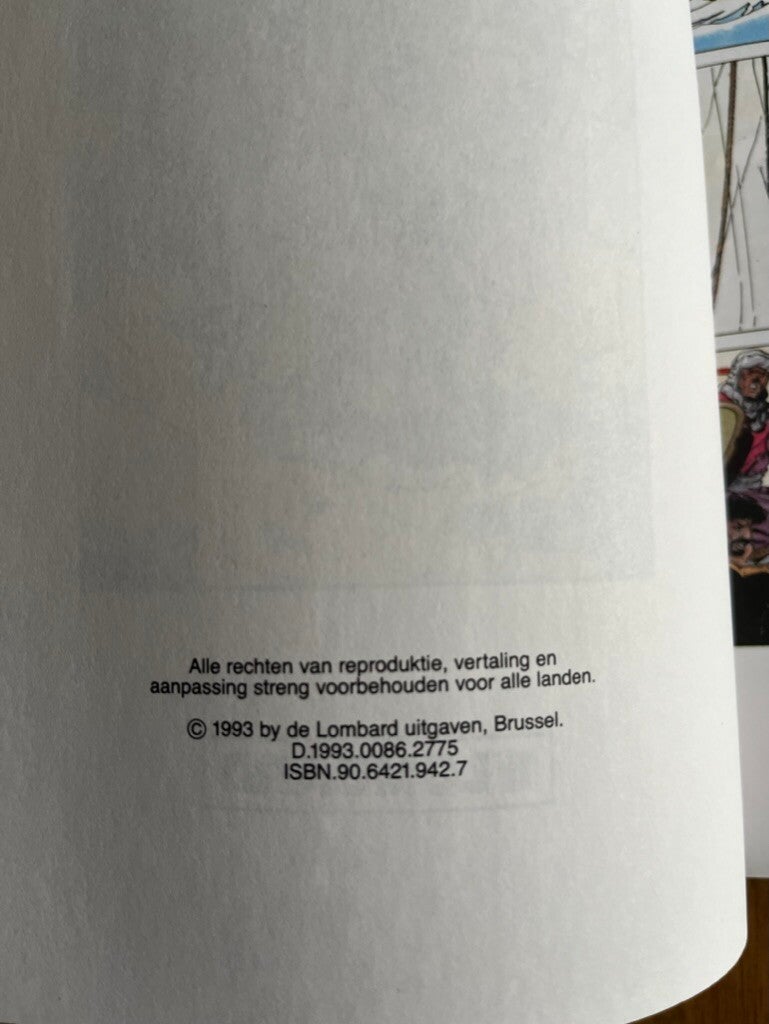 Alle rechten van reproduktie, vertaling en
aanpassing streng voorbehouden voor alle landen.
© 1993 by de Lombard uitgaven, Brussel.
D.1993.0086.2775
ISBN.90.6421.942.7